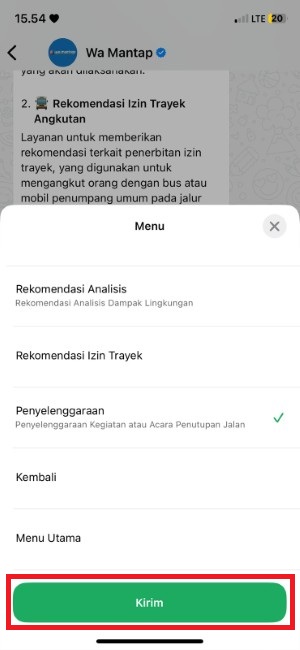 15.54
LTE 20
Wa Mantap
yang akan dilaksanakan.
2. Rekomendasi Izin Trayek
Angkutan
Layanan untuk memberikan
rekomendasi terkait penerbitan izin
trayek, yang digunakan untuk
mengangkut orang dengan bus atau
mobil penumpang umum pada jalur
Menu
Rekomendasi Analisis
Rekomendasi Analisis Dampak Lingkungan
Rekomendasi Izin Trayek
Penyelenggaraan
Penyelenggaraan Kegiatan atau Acara Penutupan Jalan
Kembali
Menu Utama
Kirim